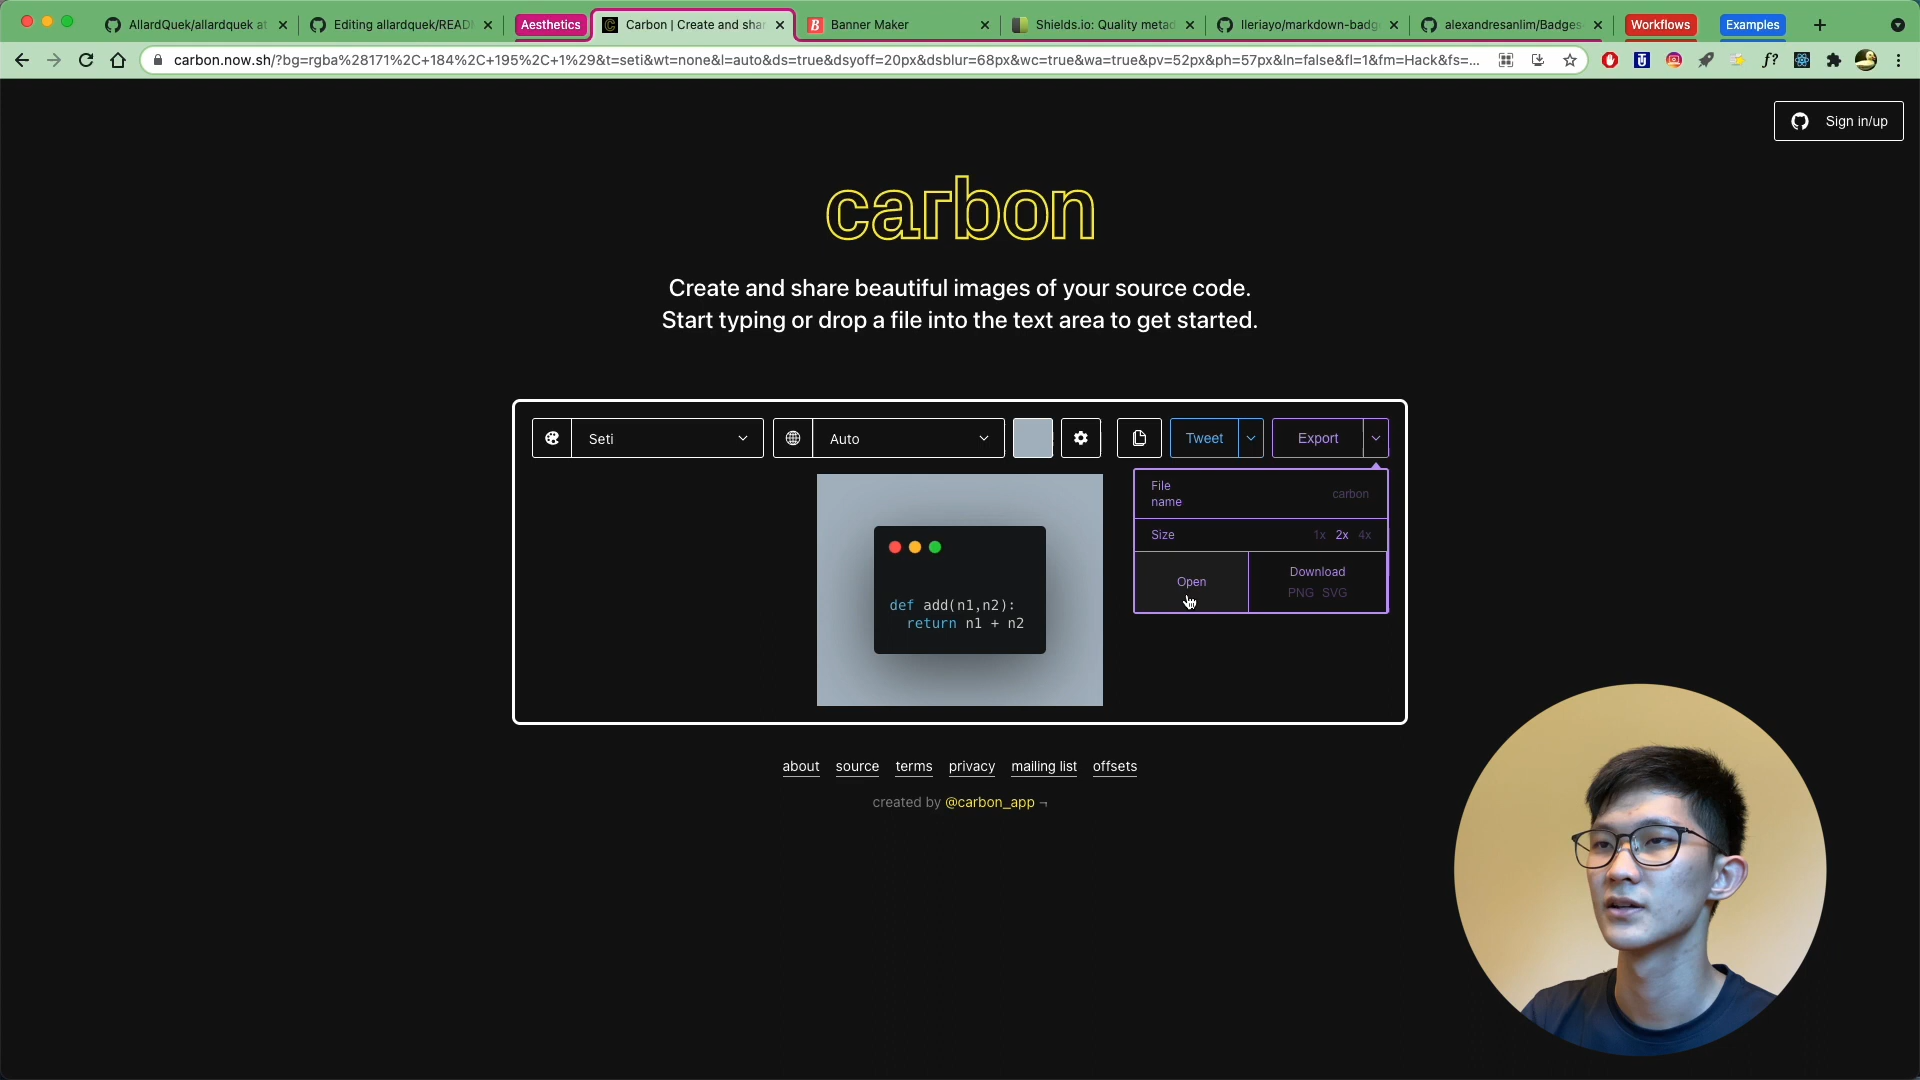 AllardQuek/allardquek at
Editing allardquek/READ
Aesthetics
Carbon | Create and shar
Banner Maker
Shields.io: Quality metad
Ileriayo/markdown-badg
alexandresanlim/Badges
Workflows
Examples
carbon.now.sh/?bg=rgba%28171%2C+184%2C+195%2C+1%29&t=seti&wt=none&l=auto&ds=true&dsyoff=20px&dsblur=68px&wc=true&wa=true&pv=52px&ph=57px&ln=false&fl=1&fm=Hack&fs=...
f?
Sign in/up
carbon
Create and share beautiful images of your source code.
Start typing or drop a file into the text area to get started.
Seti
Auto
Tweet
Export
File
name
carbon
Size
1x 2x 4x
Open
Download
PNG SVG
def add(n1,n2):
return n1 + n2
about source terms privacy mailing list offsets
created by @carbon_app ¬